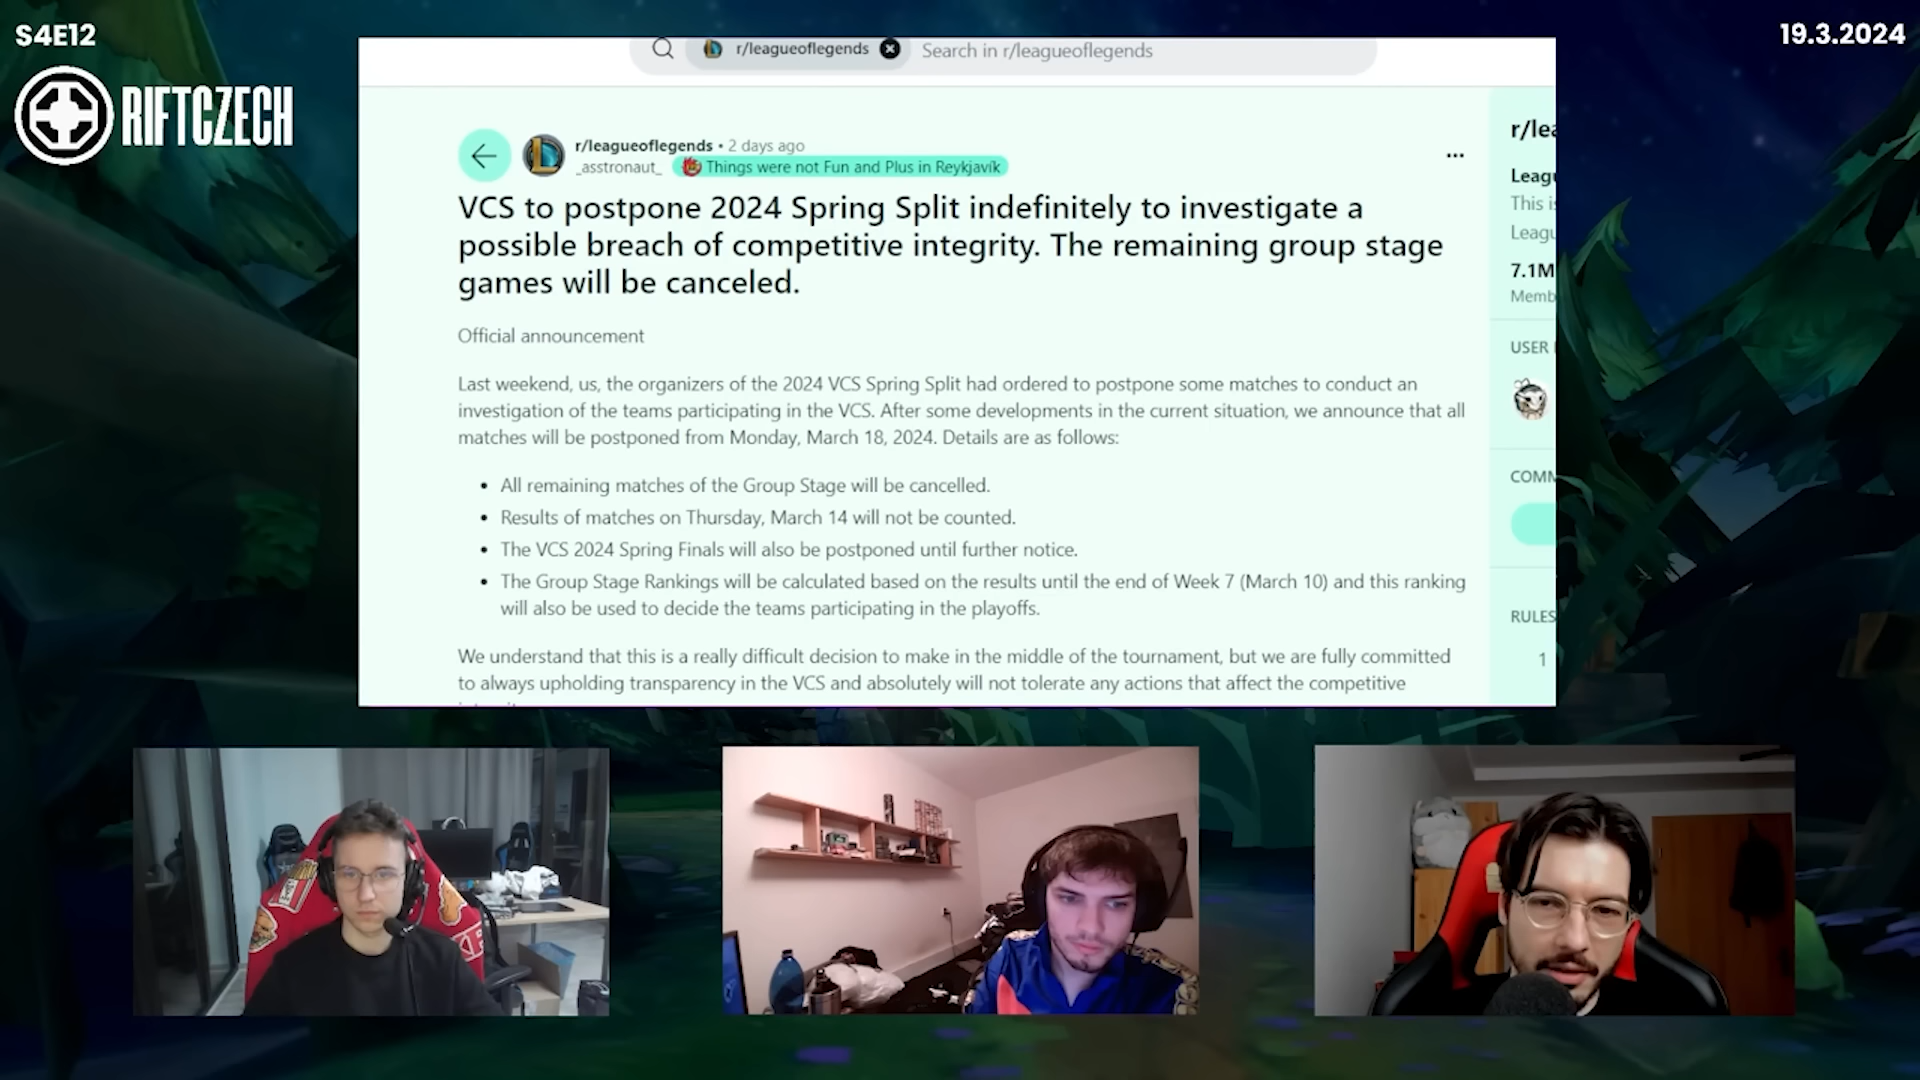 S4E12
19.3.2024
RIFTCZECH
r/leagueoflegends
Search in r/leagueoflegends
r/leagueoflegends • 2 days ago
_asstronaut_
Things were not Fun and Plus in Reykjavík
VCS to postpone 2024 Spring Split indefinitely to investigate a
possible breach of competitive integrity. The remaining group stage
games will be canceled.
Official announcement
Last weekend, us, the organizers of the 2024 VCS Spring Split had ordered to postpone some matches to conduct an
investigation of the teams participating in the VCS. After some developments in the current situation, we announce that all
matches will be postponed from Monday, March 18, 2024. Details are as follows:
• All remaining matches of the Group Stage will be cancelled.
• Results of matches on Thursday, March 14 will not be counted.
• The VCS 2024 Spring Finals will also be postponed until further notice.
• The Group Stage Rankings will be calculated based on the results until the end of Week 7 (March 10) and this ranking
will also be used to decide the teams participating in the playoffs.
We understand that this is a really difficult decision to make in the middle of the tournament, but we are fully committed
to always upholding transparency in the VCS and absolutely will not tolerate any actions that affect the competitive
r/lea
Leagu
This is
Leagu
7.1M
Memb
USER
COMM
RULES
1